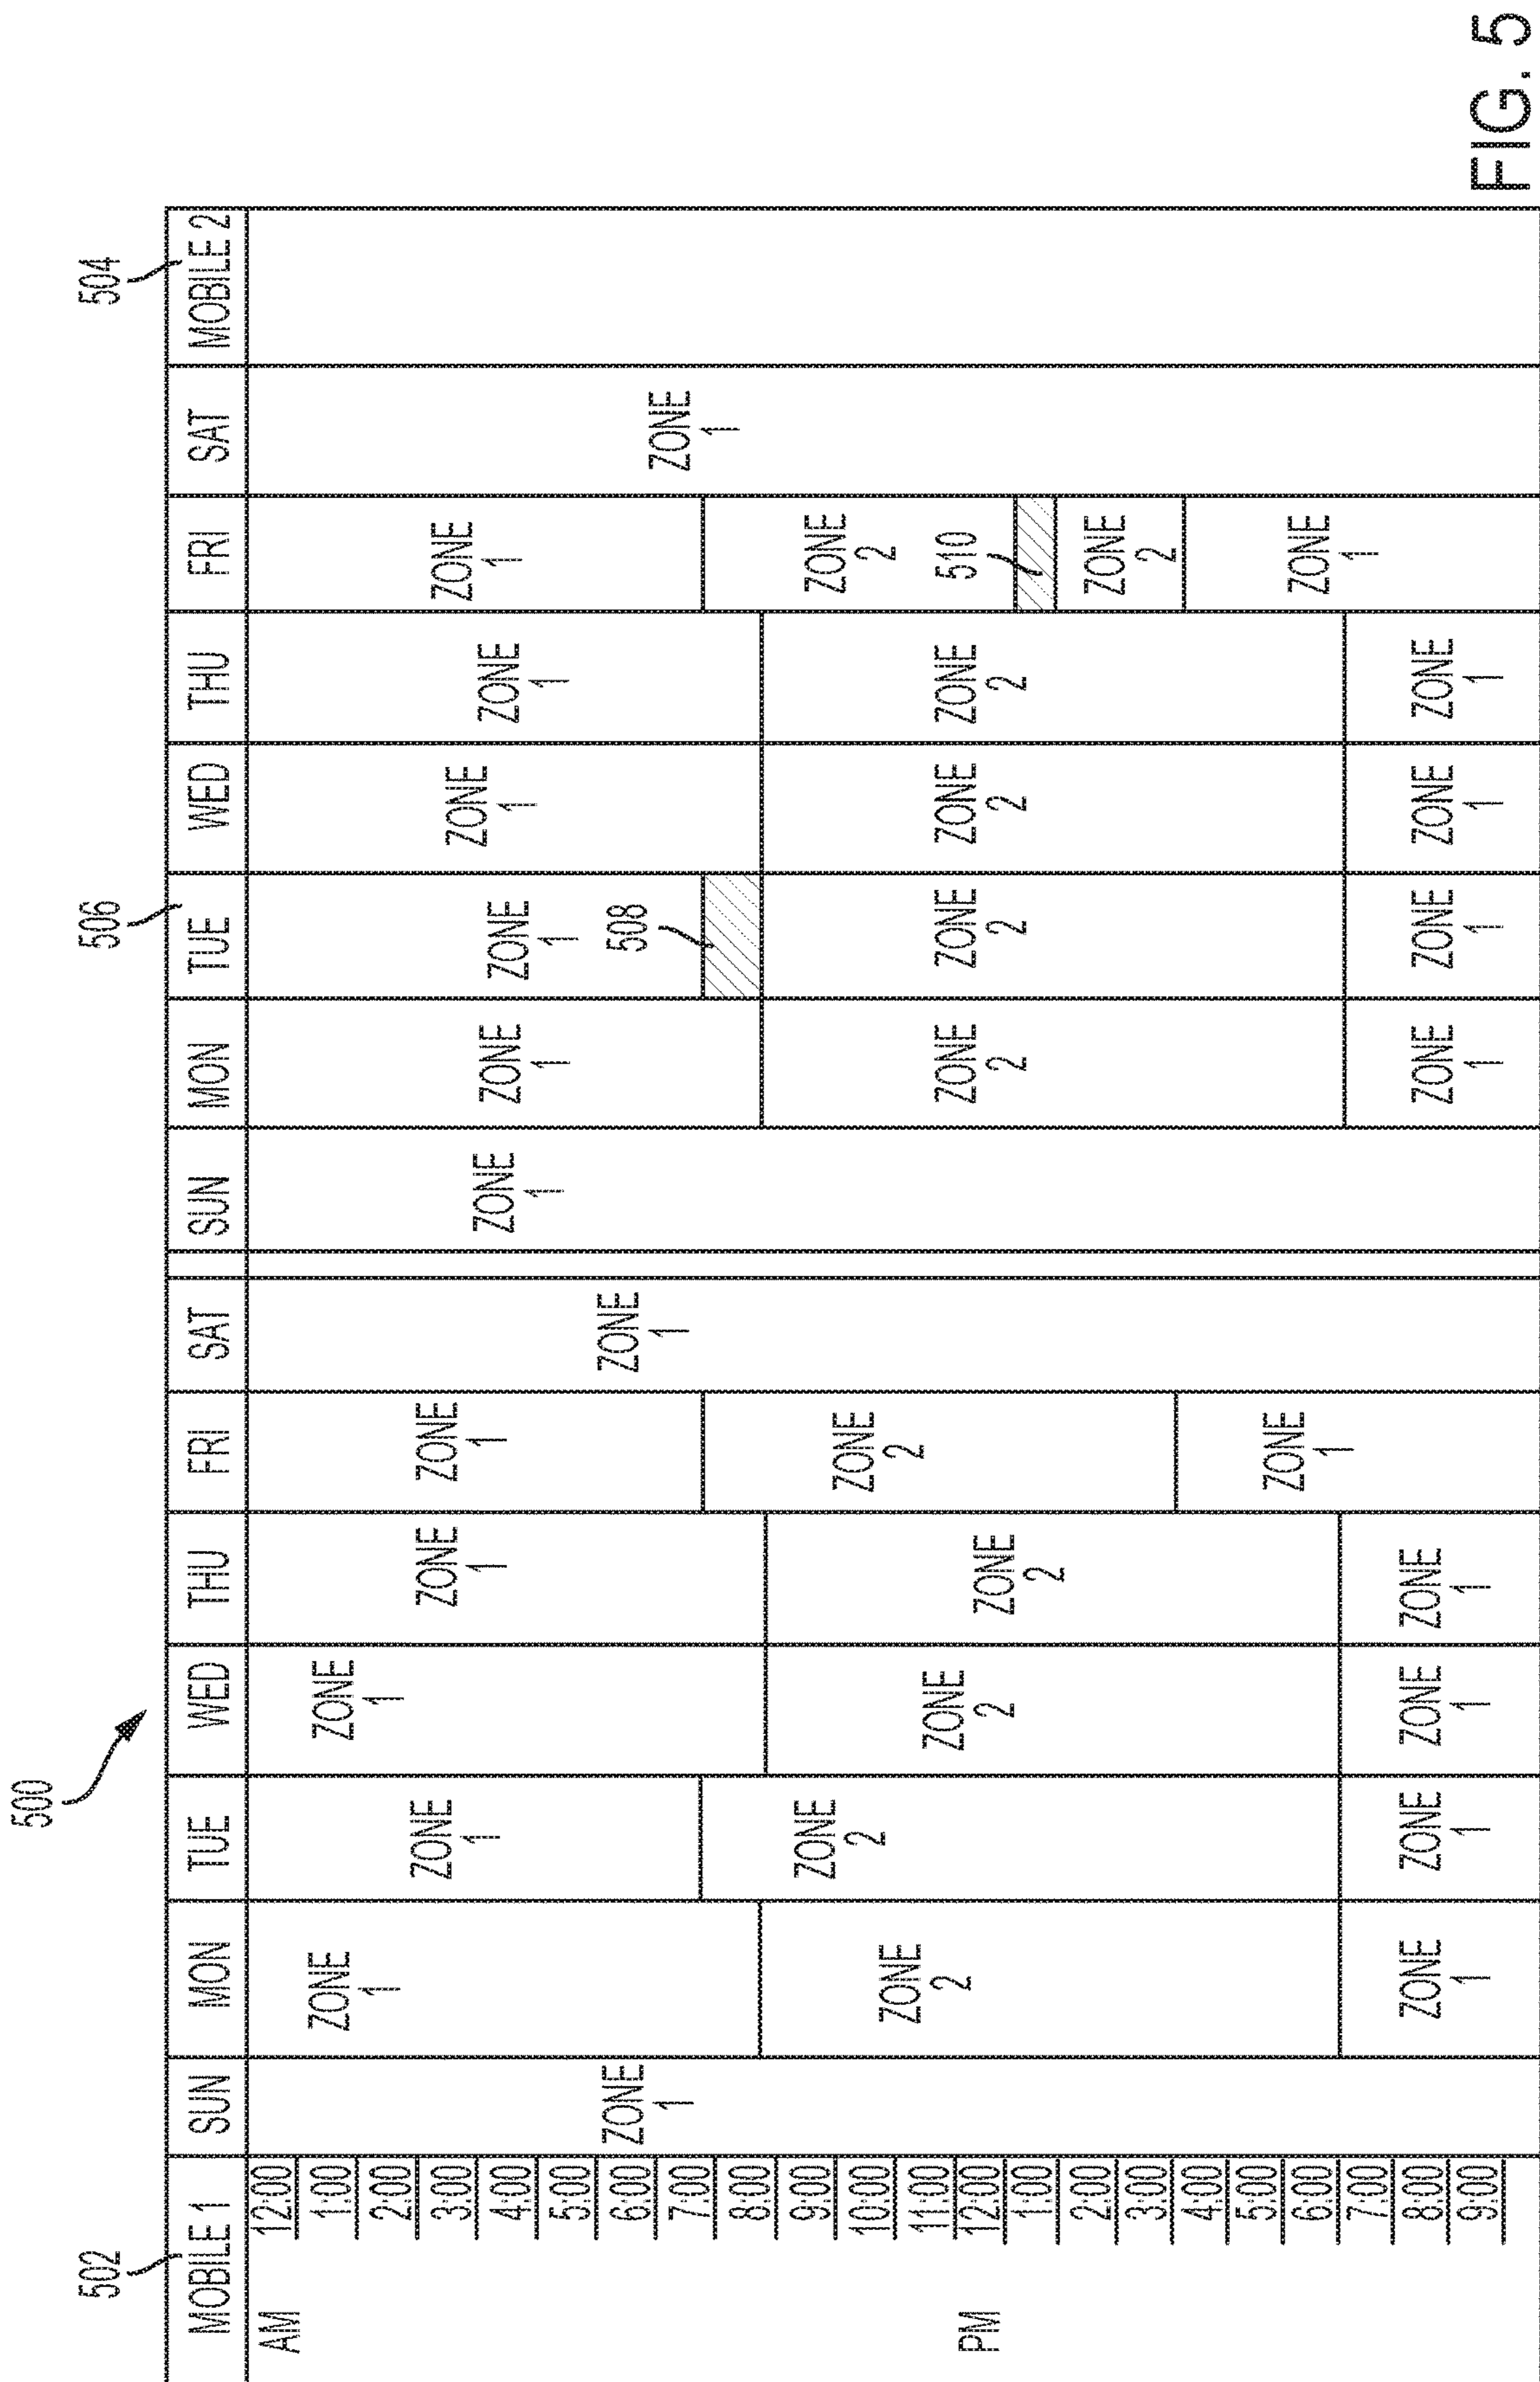 500
502
506
504
MOBILE 1
SUN
MON
TUE
WED
THU
FRI
SAT
SUN
MON
TUE
WED
THU
FRI
SAT
MOBILE 2
AM
12:00
1:00
2:00
3:00
4:00
5:00
6:00
7:00
8:00
9:00
10:00
11:00
PM
12:00
1:00
2:00
3:00
4:00
5:00
6:00
7:00
8:00
9:00
ZONE
1
ZONE
1
ZONE
2
ZONE
1
ZONE
1
ZONE
2
ZONE
1
ZONE
1
ZONE
2
ZONE
1
ZONE
1
ZONE
2
ZONE
1
ZONE
1
ZONE
2
ZONE
1
ZONE
1
ZONE
1
ZONE
1
ZONE
2
ZONE
1
ZONE
1
508
ZONE
2
ZONE
1
ZONE
1
ZONE
2
ZONE
1
ZONE
1
ZONE
2
ZONE
1
ZONE
1
ZONE
2
510
ZONE
2
ZONE
1
ZONE
1
FIG. 5